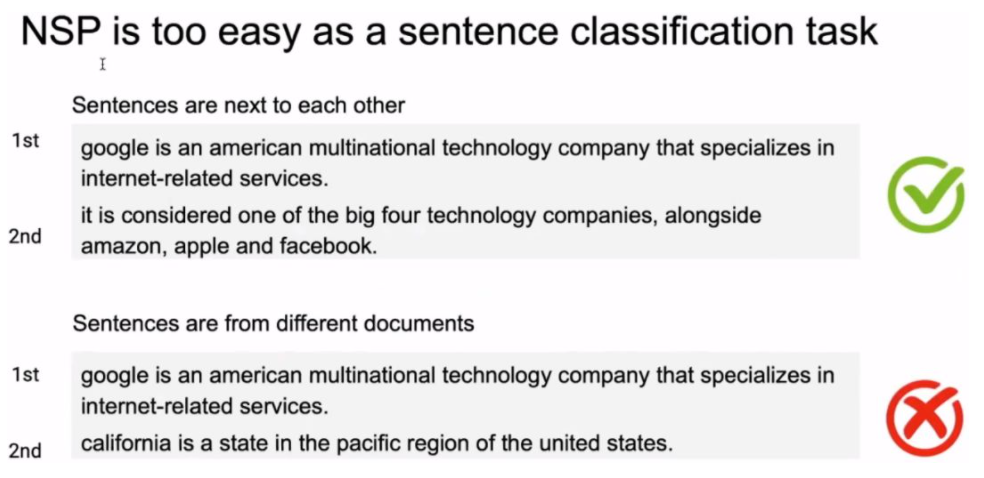 NSP is too easy as a sentence classification task
Sentences are next to each other
1st
google is an american multinational technology company that specializes in
internet-related services.
2nd
it is considered one of the big four technology companies, alongside
amazon, apple and facebook.
Sentences are from different documents
1st
google is an american multinational technology company that specializes in
internet-related services.
2nd
california is a state in the pacific region of the united states.